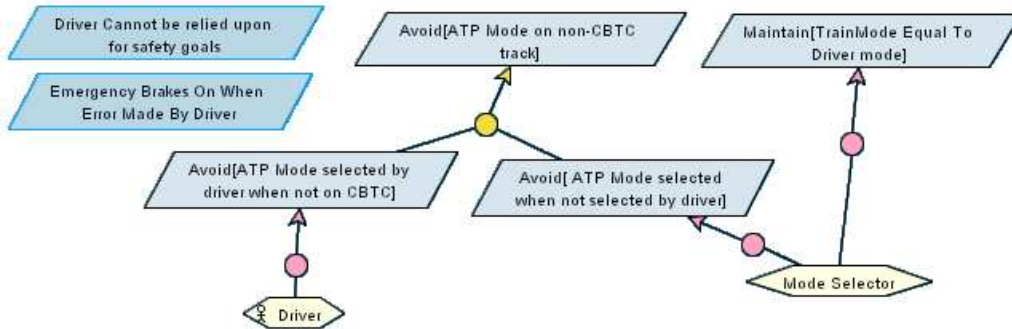 Driver Cannot be relied upon
for safety goals
Avoid[ATP Mode on non-CBTC
track]
Maintain[TrainMode Equal To
Driver mode]
Emergency Brakes On When
Error Made By Driver
Avoid[ATP Mode selected by
driver when not on CBTC]
Avoid[ ATP Mode selected
when not selected by driver]
Driver
Mode Selector